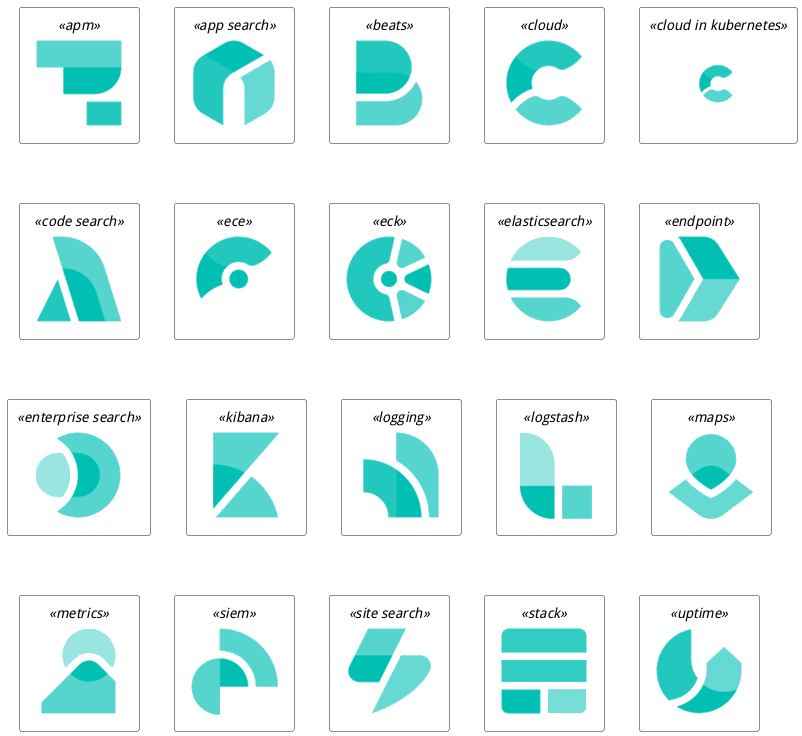 «apm»
«app search»
«beats»
«cloud»
«cloud in kubernetes»
«code search»
«ece»
«eck»
«elasticsearch»
«endpoint»
«enterprise search»
«kibana»
«logging»
«logstash»
«maps»
«metrics»
«siem»
«site search»
«stack»
«uptime»